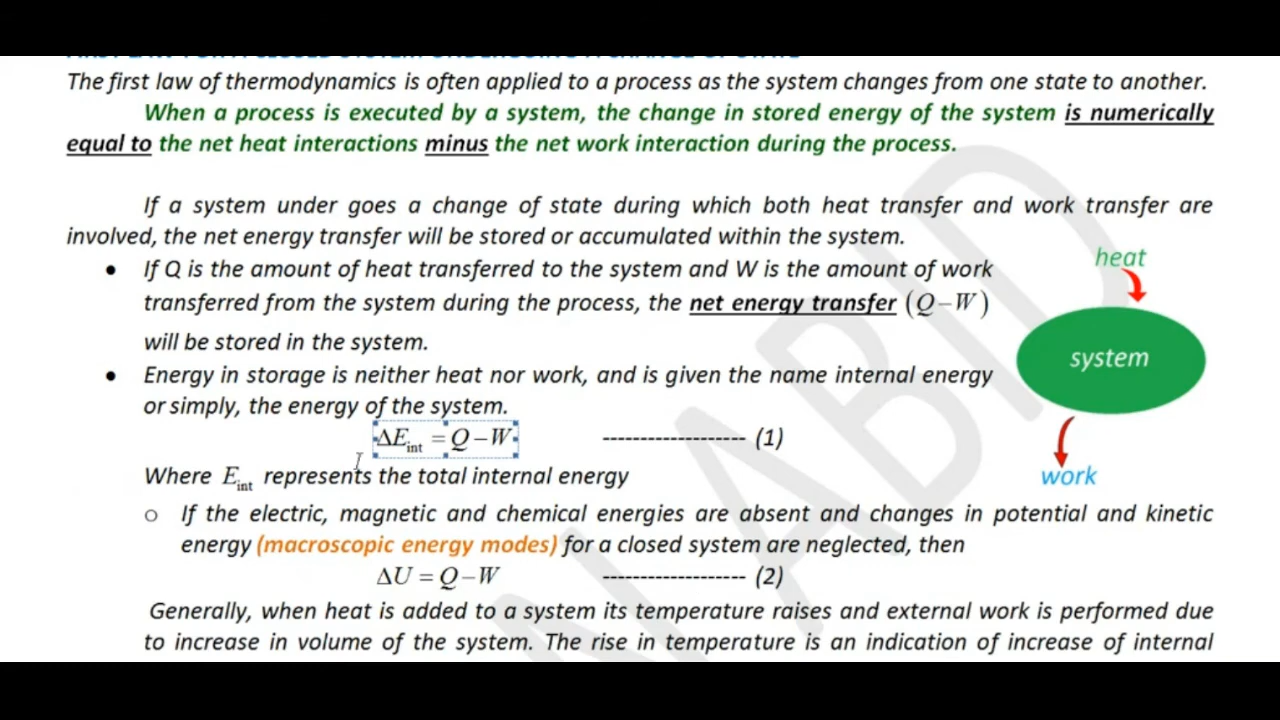 The first law of thermodynamics is often applied to a process as the system changes from one state to another.
When a process is executed by a system, the change in stored energy of the system is numerically
equal to the net heat interactions minus the net work interaction during the process.
If a system under goes a change of state during which both heat transfer and work transfer are
involved, the net energy transfer will be stored or accumulated within the system.
• If Q is the amount of heat transferred to the system and W is the amount of work
transferred from the system during the process, the net energy transfer (Q−W)
will be stored in the system.
• Energy in storage is neither heat nor work, and is given the name internal energy
or simply, the energy of the system.
ΔE_int = Q−W ------------------- (1)
Where E_int represents the total internal energy
o If the electric, magnetic and chemical energies are absent and changes in potential and kinetic
energy (macroscopic energy modes) for a closed system are neglected, then
ΔU = Q−W ------------------- (2)
Generally, when heat is added to a system its temperature raises and external work is performed due
to increase in volume of the system. The rise in temperature is an indication of increase of internal
heat
system
work